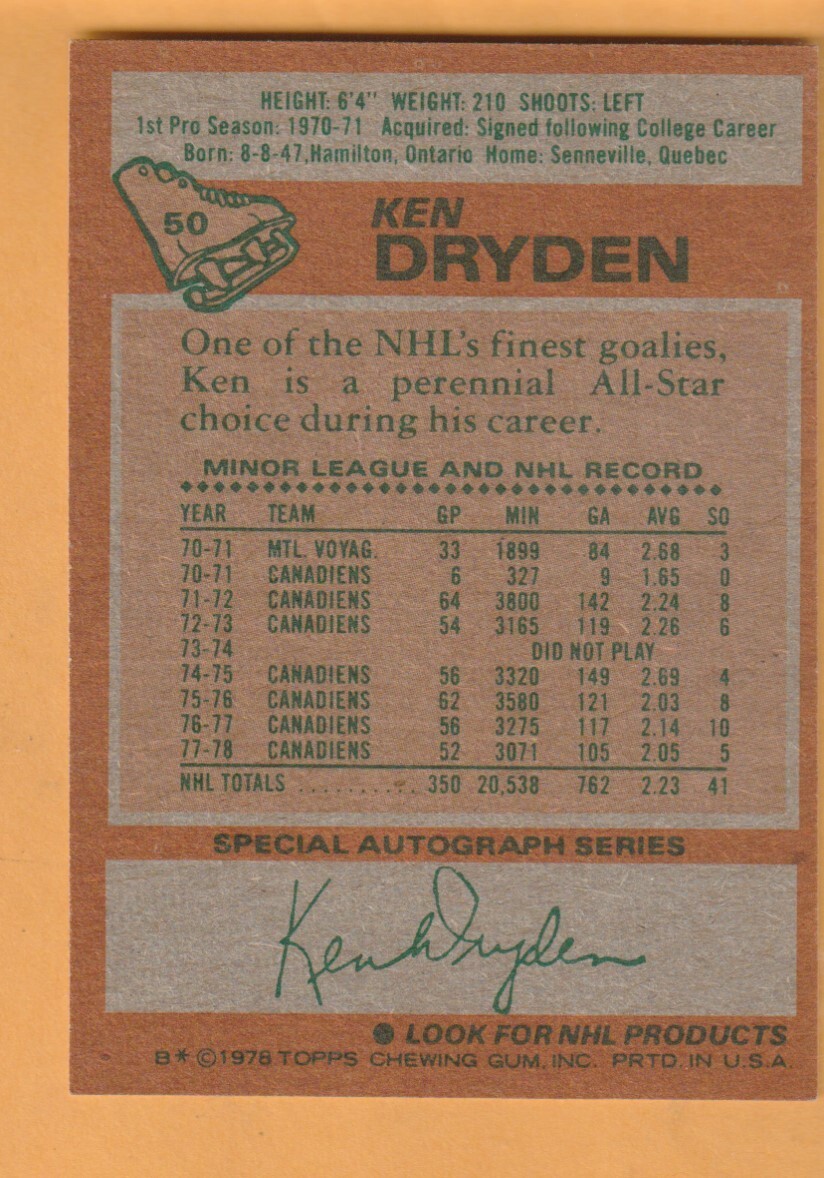 HEIGHT: 6'4" WEIGHT: 210 SHOOTS: LEFT
1st Pro Season: 1970-71 Acquired: Signed following College Career
Born: 8-8-47, Hamilton, Ontario Home: Senneville, Quebec
50
KEN
DRYDEN
One of the NHL's finest goalies,
Ken is a perennial All-Star
choice during his career.
MINOR LEAGUE AND NHL RECORD
YEAR TEAM GP MIN GA AVG SO
70-71 MTL. VOYAG. 33 1899 84 2.68 3
70-71 CANADIENS 6 327 9 1.65 0
71-72 CANADIENS 64 3800 142 2.24 8
72-73 CANADIENS 54 3165 119 2.26 6
73-74 DID NOT PLAY
74-75 CANADIENS 56 3320 149 2.69 4
75-76 CANADIENS 62 3580 121 2.03 8
76-77 CANADIENS 56 3275 117 2.14 10
77-78 CANADIENS 52 3071 105 2.05 5
NHL TOTALS .......... 350 20,538 762 2.23 41
SPECIAL AUTOGRAPH SERIES
Ken Dryden
● LOOK FOR NHL PRODUCTS
B* ©1978 TOPPS CHEWING GUM, INC. PRTD. IN U.S.A.